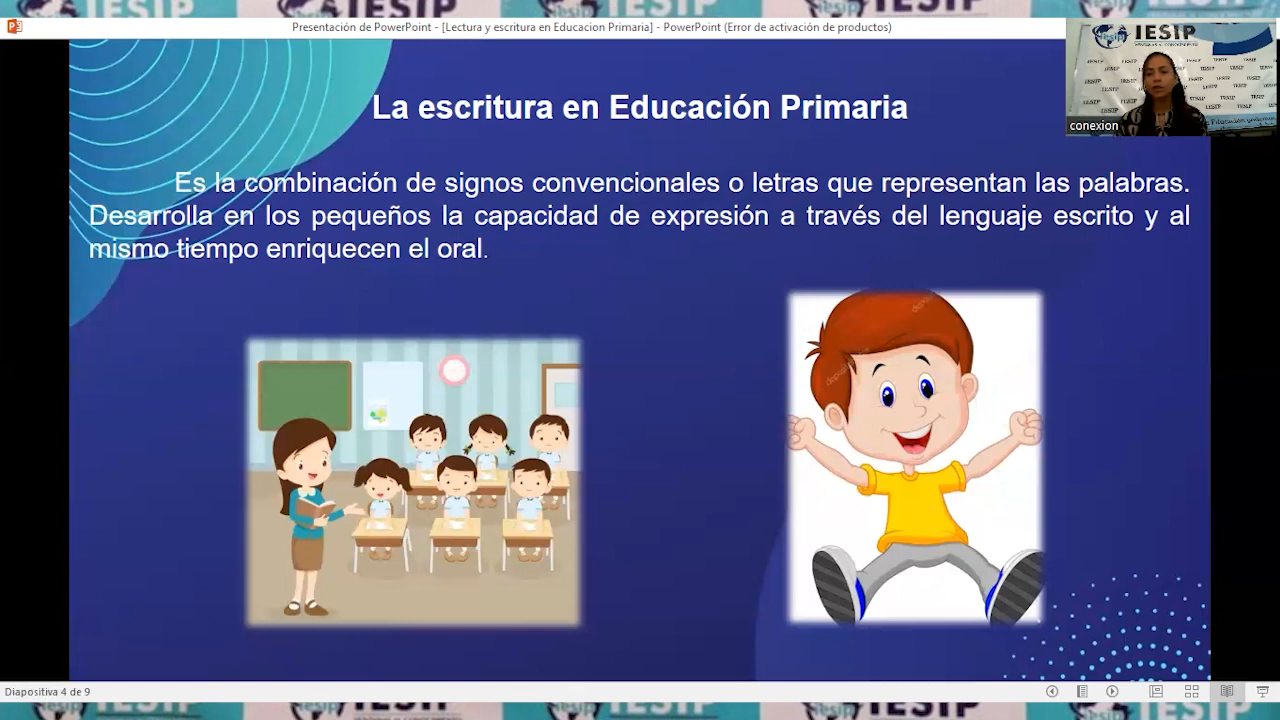 Presentación de PowerPoint - [Lectura y escritura en Educacion Primaria] - PowerPoint (Error de activación de productos)
IESIP
conexion
La escritura en Educación Primaria
Es la combinación de signos convencionales o letras que representan las palabras.
Desarrolla en los pequeños la capacidad de expresión a través del lenguaje escrito y al
mismo tiempo enriquecen el oral.
Diapositiva 4 de 9